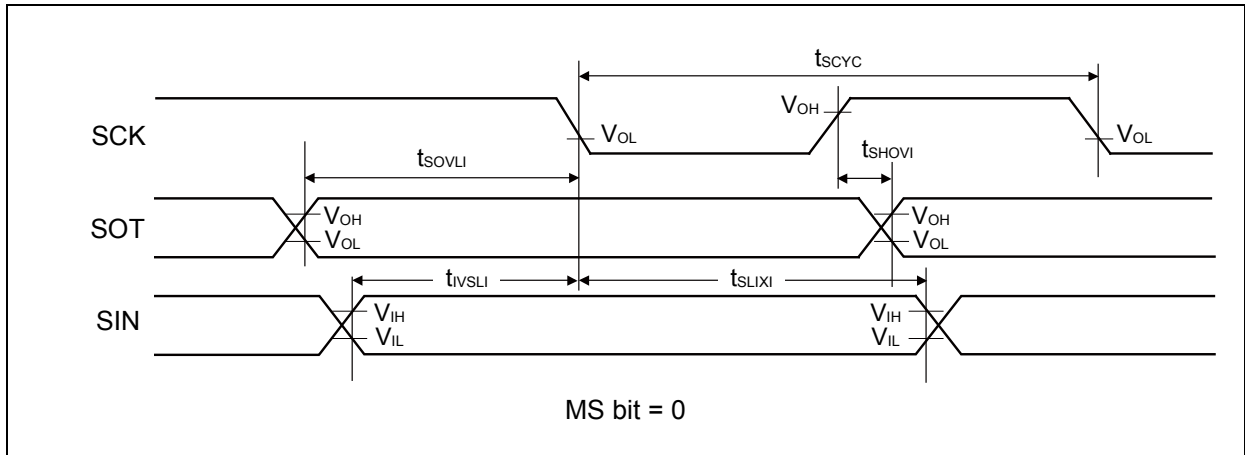 tSCYC
VOH
SCK
VOL
VOL
tSOVLI
tSHOVI
SOT
VOH
VOL
VOH
VOL
tIVSLI
tSLIXI
SIN
VIH
VIL
VIH
VIL
MS bit = 0